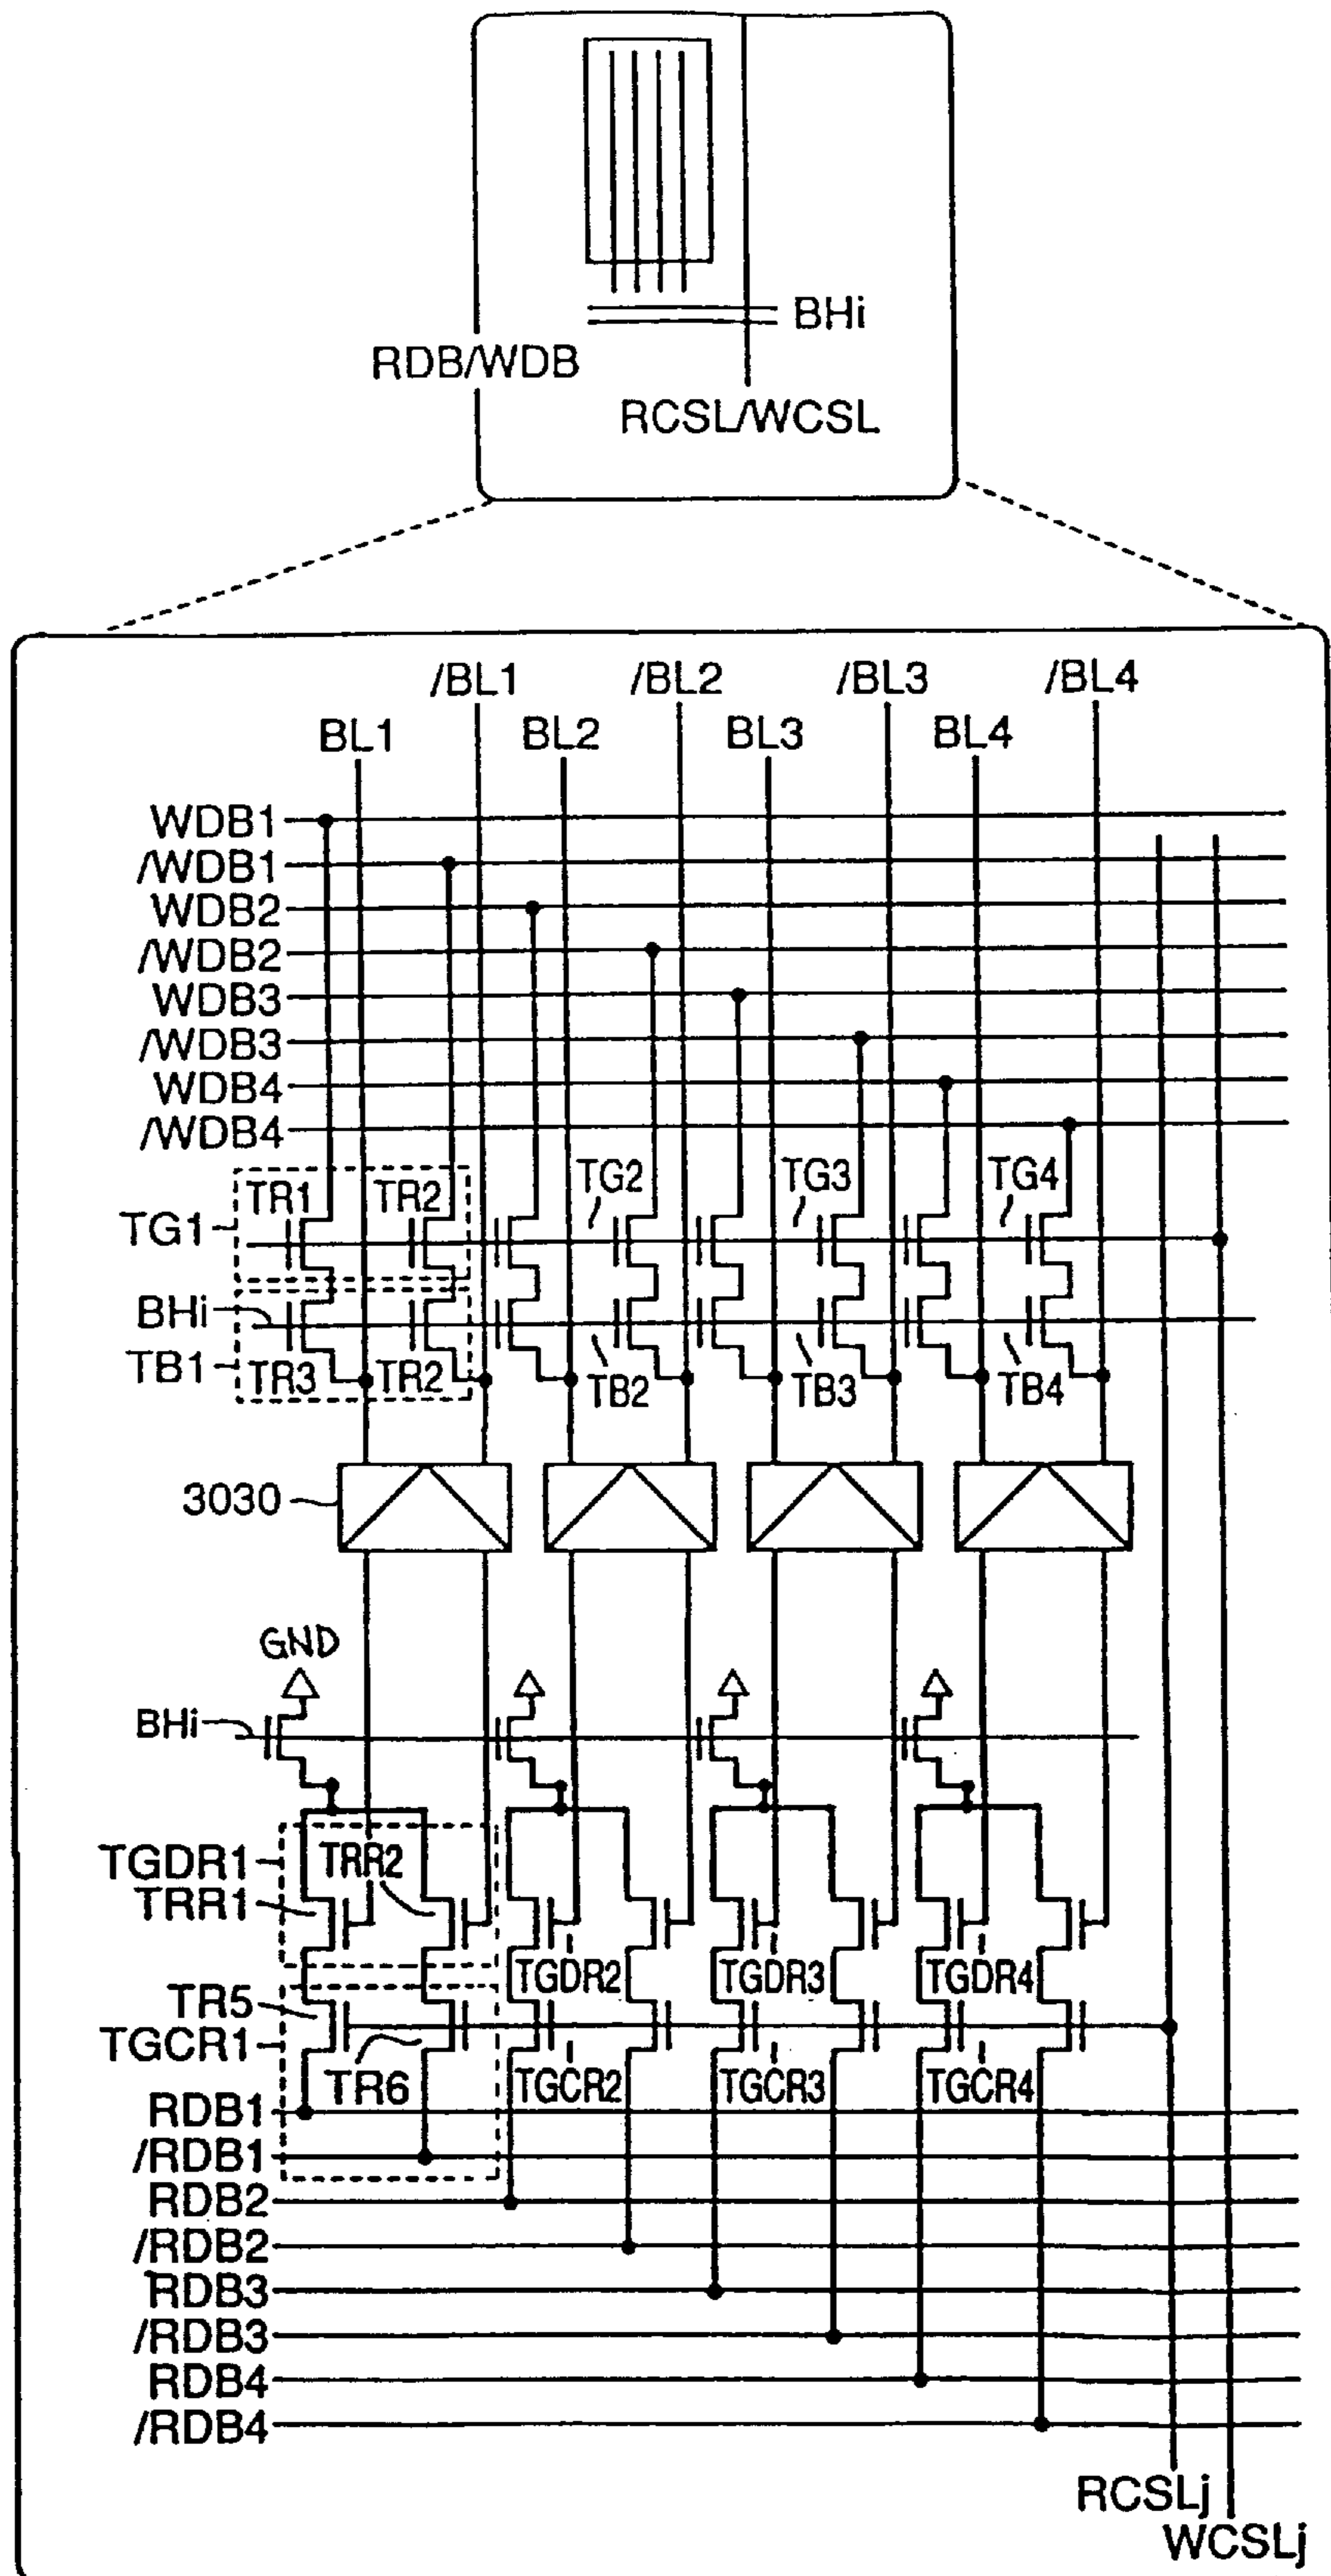 BHi
RDB/WDB
RCSL/WCSL
/BL1 /BL2 /BL3 /BL4
BL1 BL2 BL3 BL4
WDB1
/WDB1
WDB2
/WDB2
WDB3
/WDB3
WDB4
/WDB4
TR1 TR2 TG2 TG3 TG4
TG1
BHi
TB1 TR3 TR2 TB2 TB3 TB4
3030
GND
BHi
TGDR1 TRR2
TRR1
TGDR2 TGDR3 TGDR4
TR5
TGCR1
TR6 TGCR2 TGCR3 TGCR4
RDB1
/RDB1
RDB2
/RDB2
RDB3
/RDB3
RDB4
/RDB4
RCSLj
WCSLj